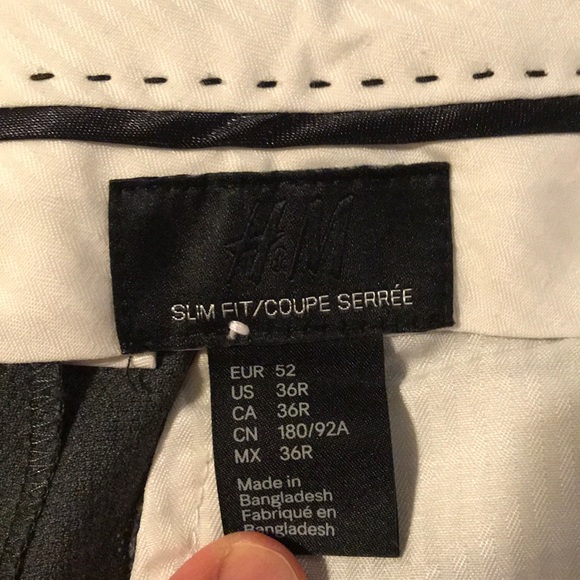 H&M
SLIM FIT/COUPE SERRÉE
EUR 52
US 36R
CA 36R
CN 180/92A
MX 36R
Made in
Bangladesh
Fabriqué en
Bangladesh